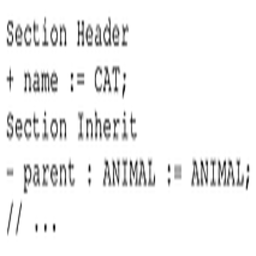 Section Header
+ name := CAT;
Section Inherit
- parent : ANIMAL := ANIMAL;
// ...